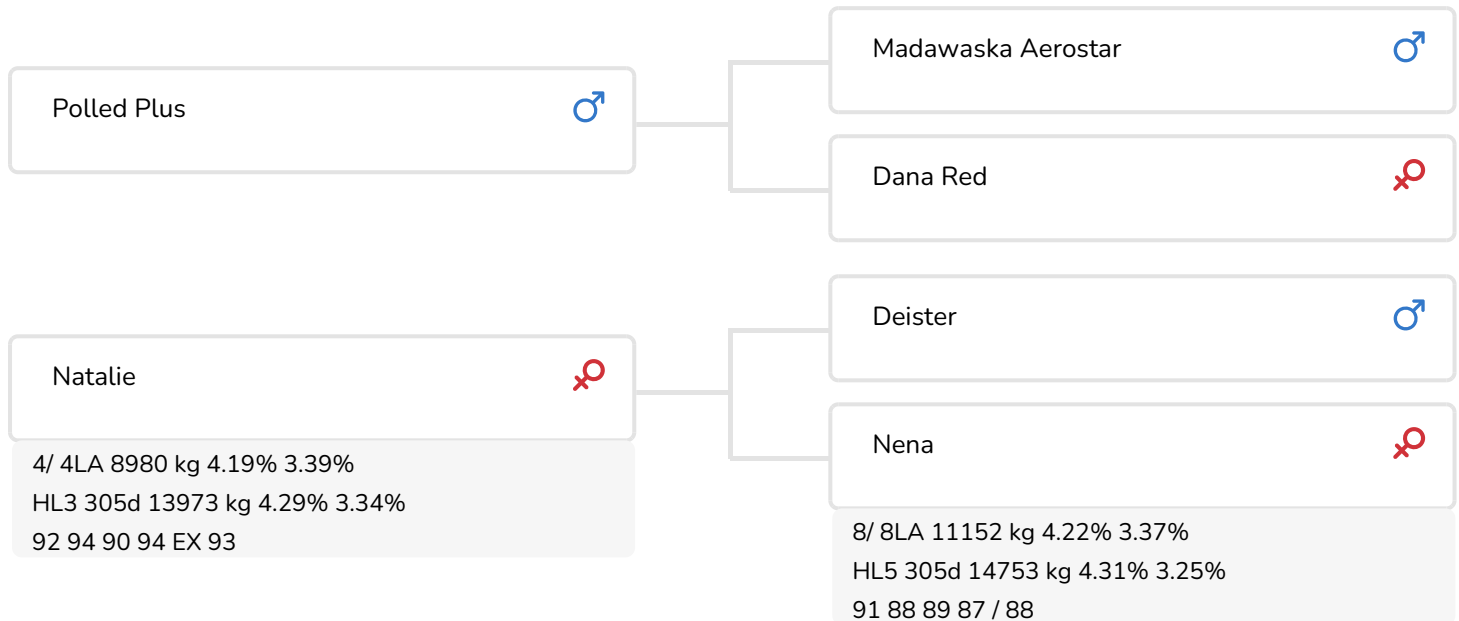 Madawaska Aerostar
Polled Plus
Dana Red
Deister
Natalie
4/ 4LA 8980 kg 4.19% 3.39%
HL3 305d 13973 kg 4.29% 3.34%
92 94 90 94 EX 93
Nena
8/ 8LA 11152 kg 4.22% 3.37%
HL5 305d 14753 kg 4.31% 3.25%
91 88 89 87 / 88